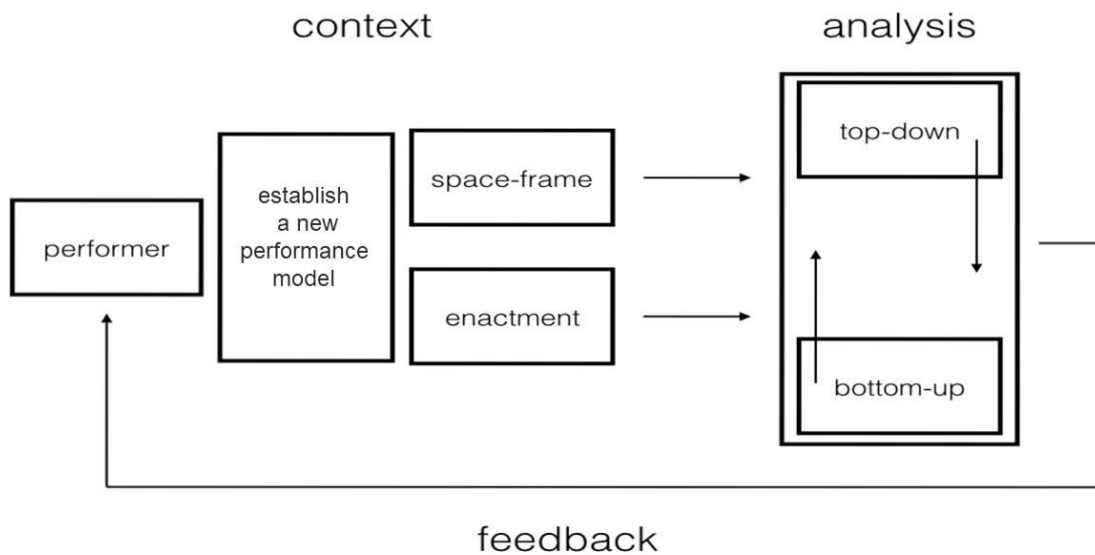 context
analysis
performer
establish
a new
performance
model
space-frame
enactment
top-down
bottom-up
feedback